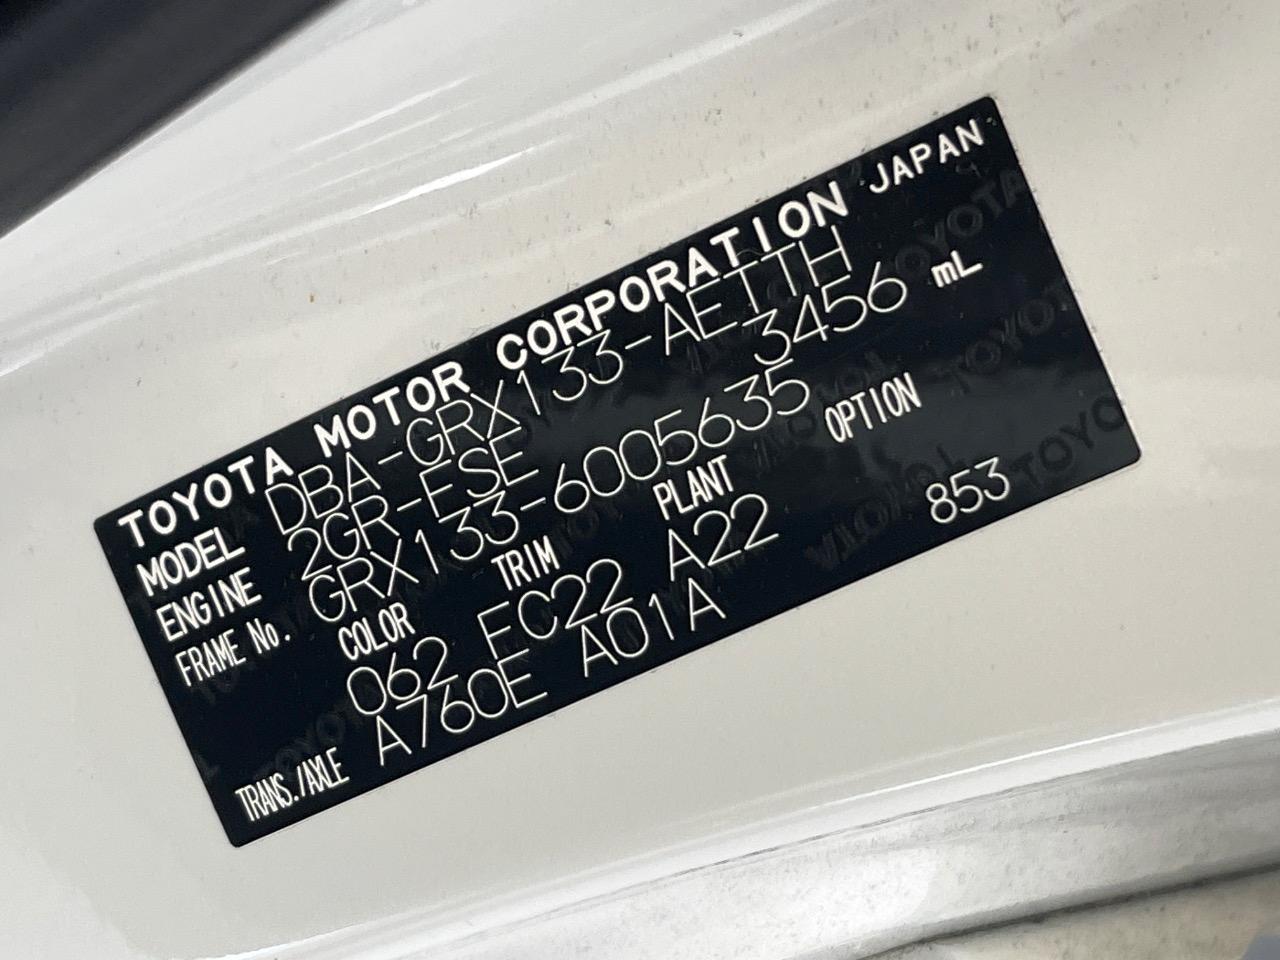 TOYOTA MOTOR CORPORATION JAPAN
MODEL DBA-GRX133-AETTH
ENGINE 2GR-FSE 3456 mL
FRAME No. GRX133-6005635
COLOR TRIM PLANT OPTION
062 FC22 A22 853
TRANS./AXLE A760E A01A